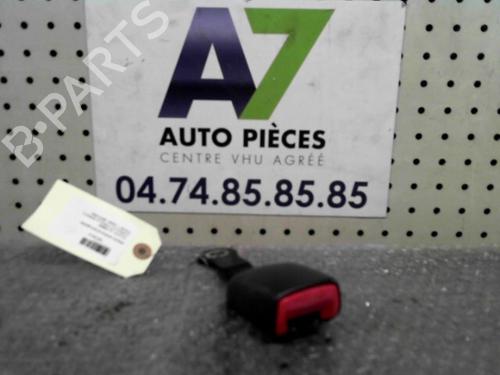 A7
AUTO PIÈCES
CENTRE VHU AGRÉÉ
04.74.85.85.85
B-PARTS